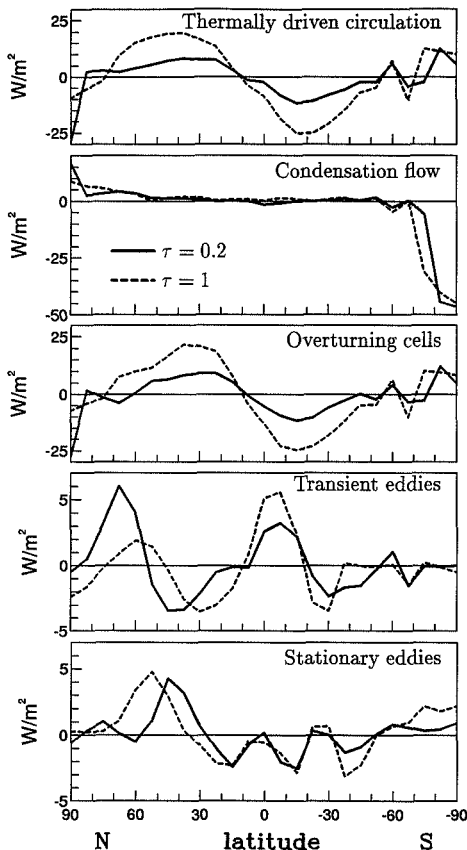 Thermally driven circulation
25
0
-25
W/m²
Condensation flow
0
-50
W/m²
τ = 0.2
τ = 1
Overturning cells
25
0
-25
W/m²
Transient eddies
5
0
-5
W/m²
Stationary eddies
5
0
-5
W/m²
90 60 30 0 -30 -60 -90
N latitude S